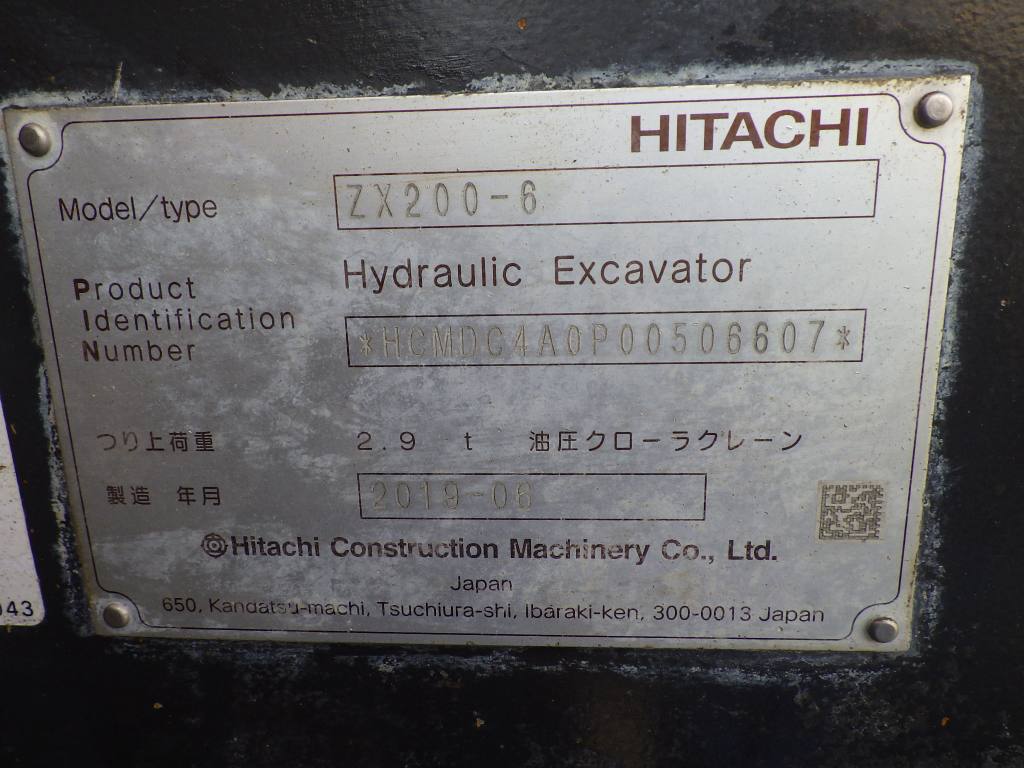 HITACHI
Model/type ZX200-6
Hydraulic Excavator
Product
Identification
Number *HCMDC4A0P00506607*
つり上荷重 2.9 t 油圧クローラクレーン
製造 年月 2019-06
Hitachi Construction Machinery Co., Ltd.
Japan
650, Kandatsu-machi, Tsuchiura-shi, Ibaraki-ken, 300-0013 Japan
043